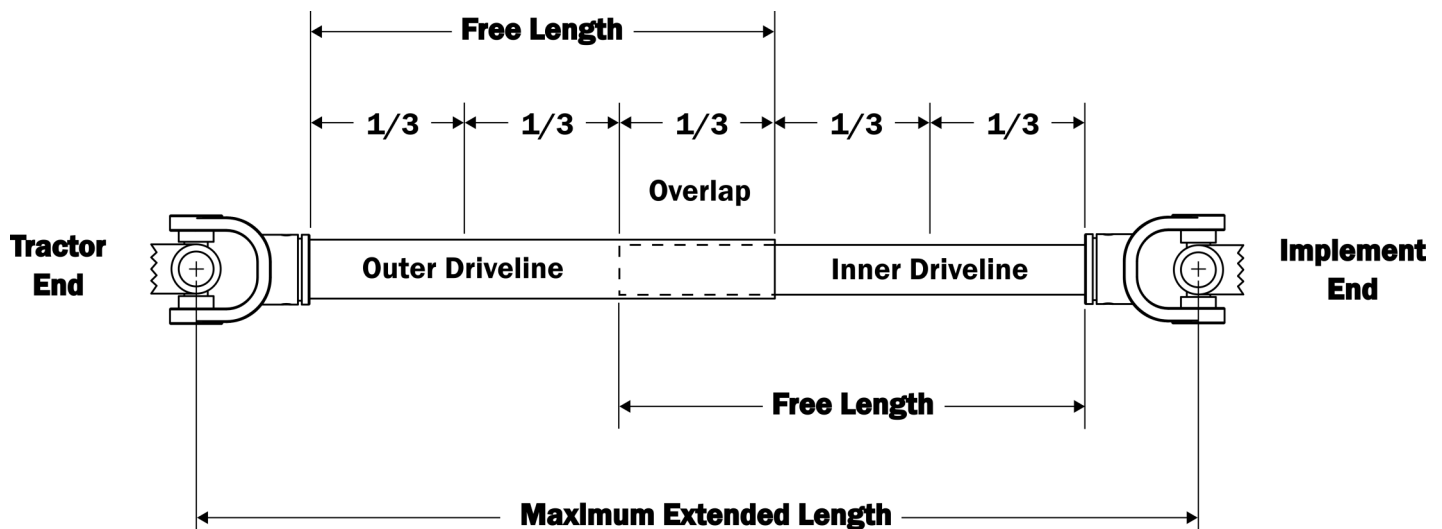 Free Length
1/3 1/3 1/3 1/3 1/3
Overlap
Tractor
End
Outer Driveline
Inner Driveline
Implement
End
Free Length
Maximum Extended Length